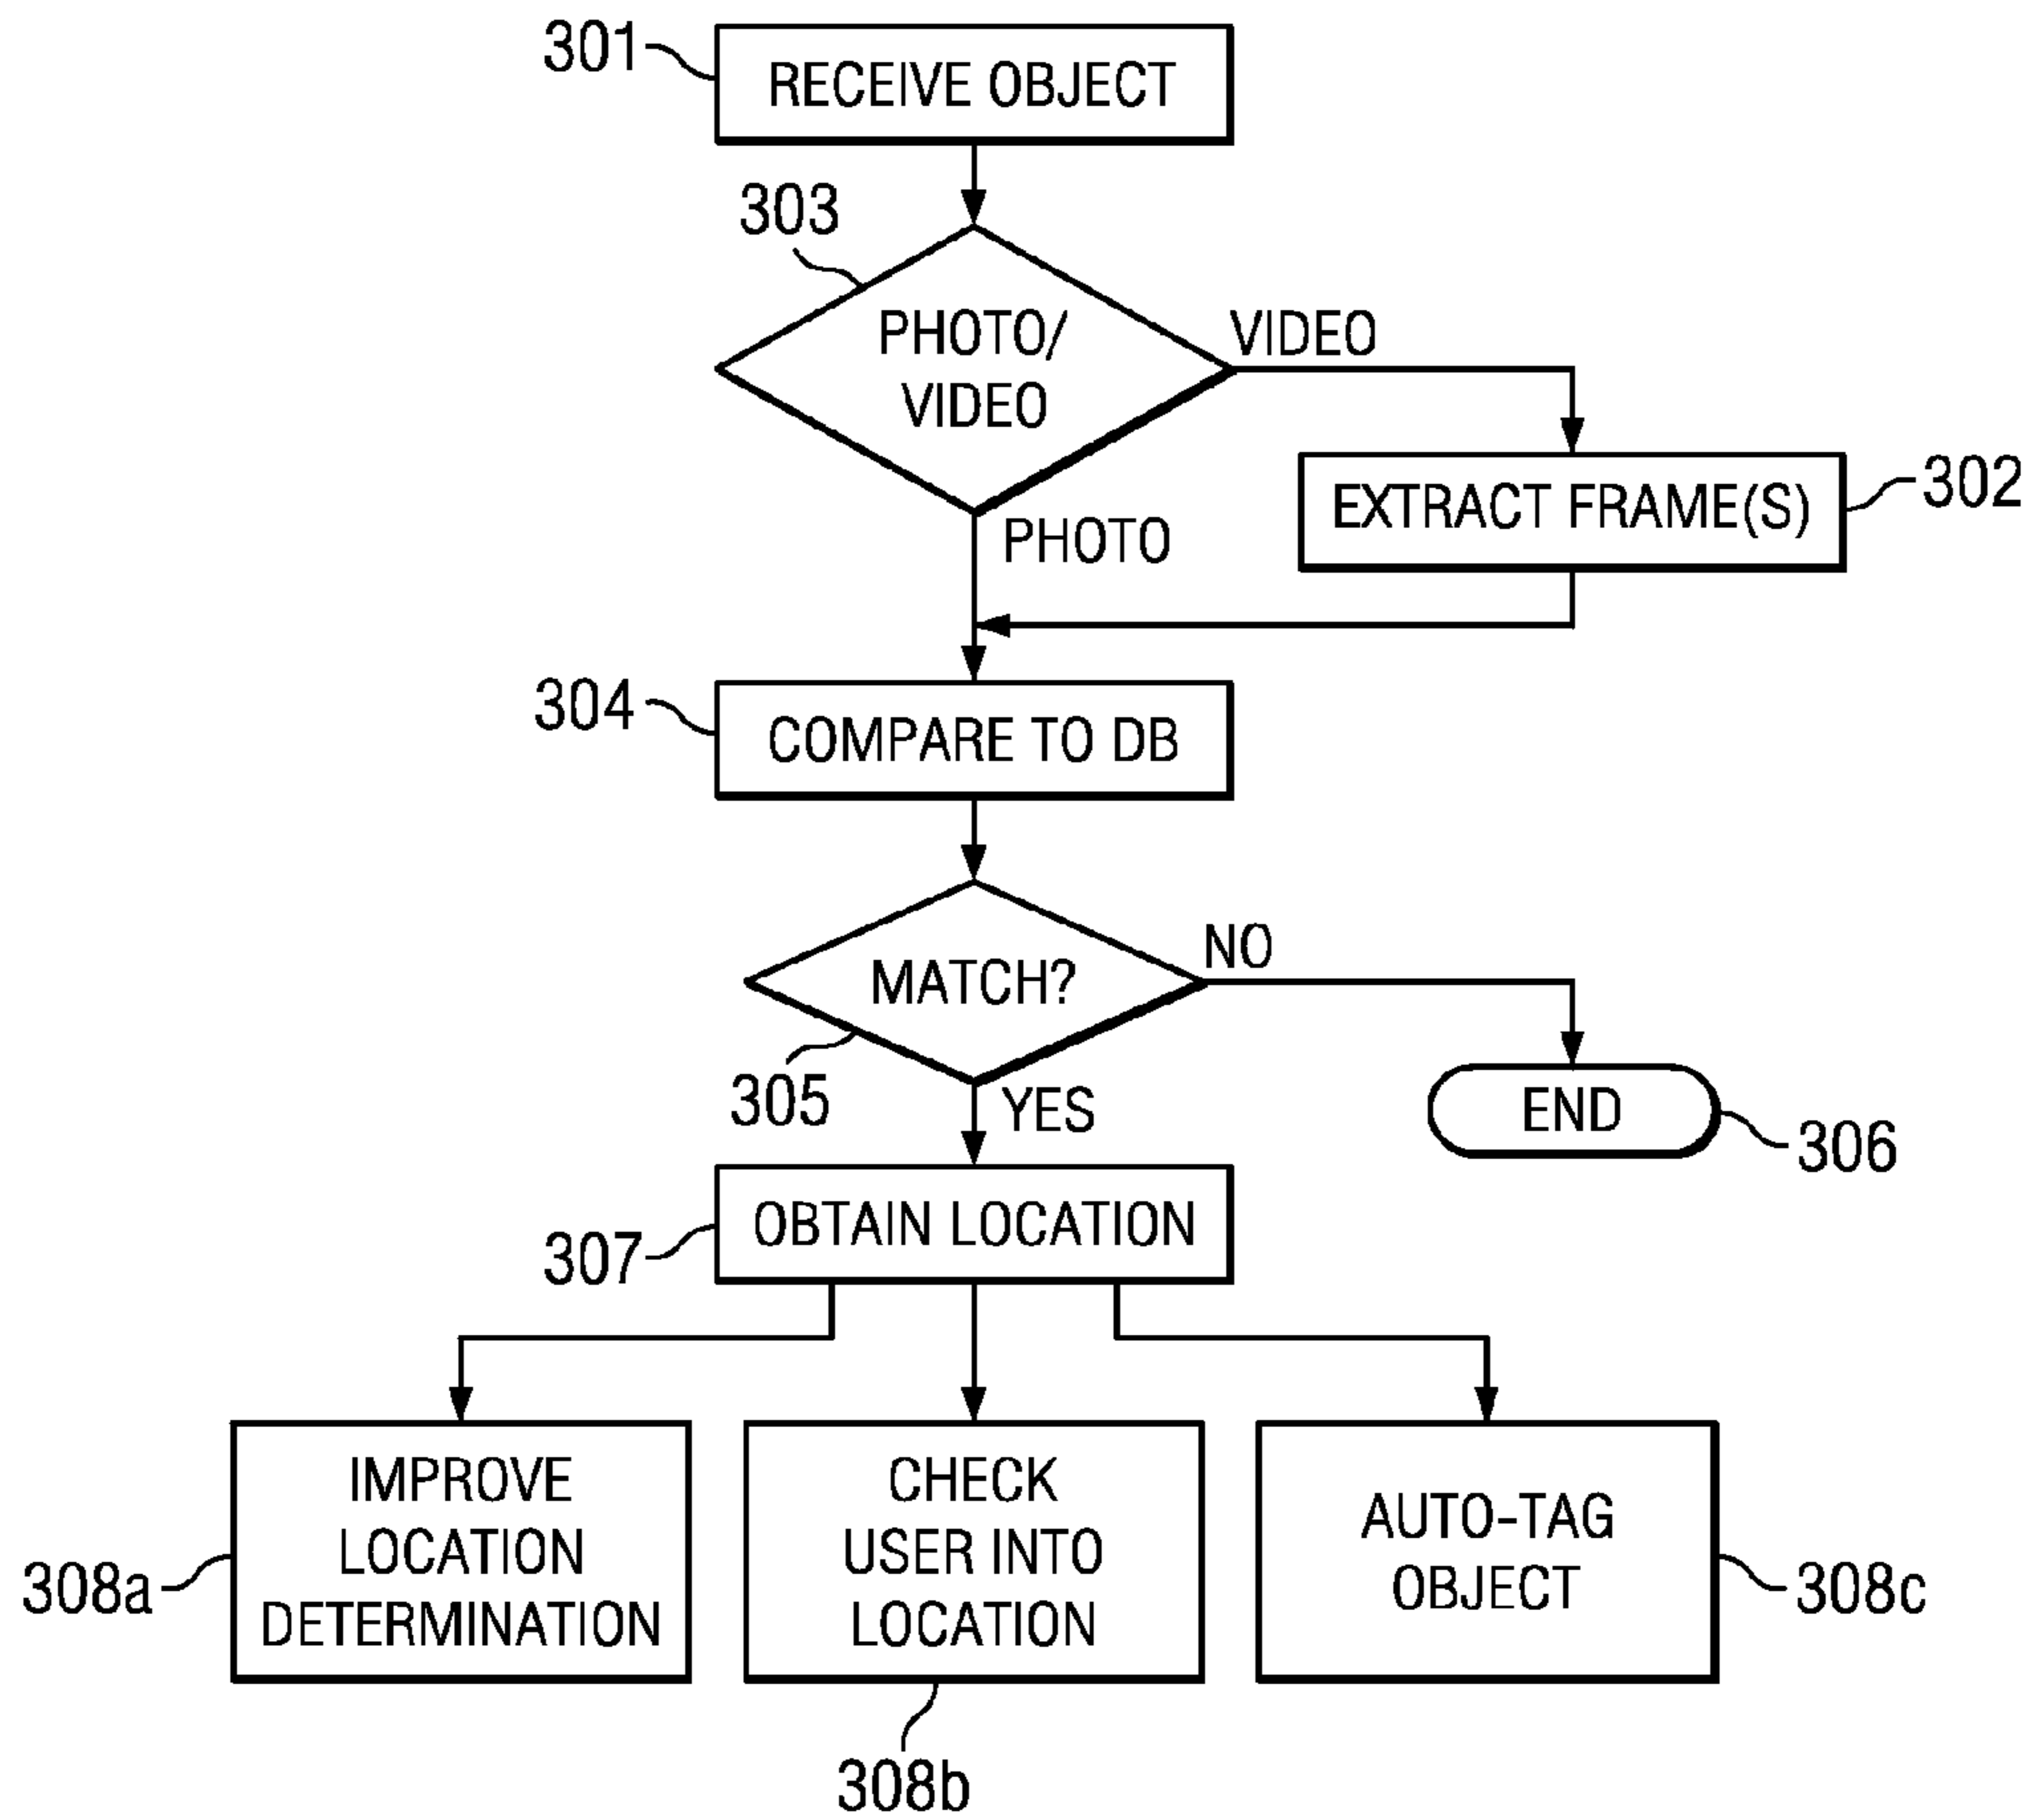 301
RECEIVE OBJECT
303
PHOTO/
VIDEO
VIDEO
EXTRACT FRAME(S)
302
PHOTO
304
COMPARE TO DB
MATCH?
NO
305
YES
END
306
OBTAIN LOCATION
307
IMPROVE
LOCATION
DETERMINATION
308a
CHECK
USER INTO
LOCATION
308b
AUTO-TAG
OBJECT
308c